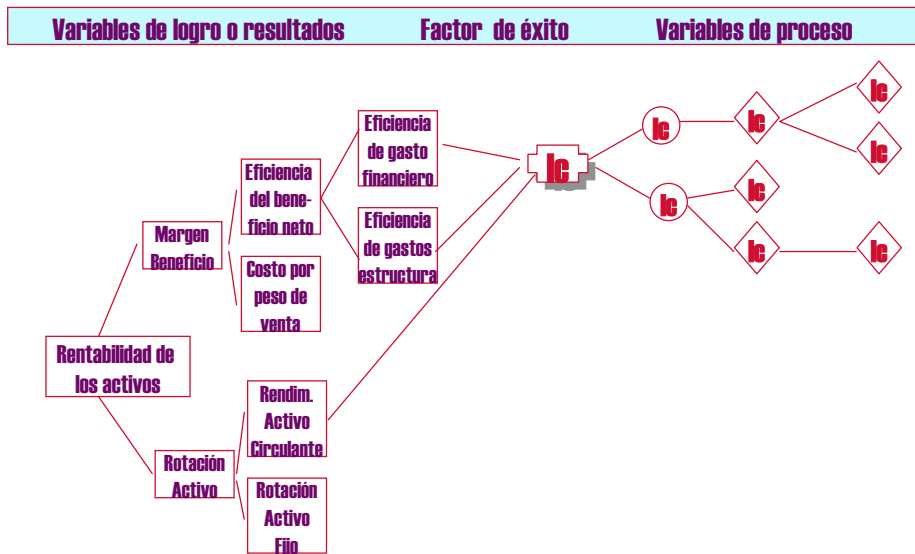 Variables de logro o resultados
Factor de éxito
Variables de proceso
Eficiencia
de gasto
financiero
Eficiencia
del bene-
ficio neto
Eficiencia
de gastos
estructura
Margen
Beneficio
Costo por
peso de
venta
Rentabilidad de
los activos
Rendim.
Activo
Circulante
Rotación
Activo
Rotación
Activo
Fijo
Ic
Ic
Ic
Ic
Ic
Ic
Ic
Ic
Ic